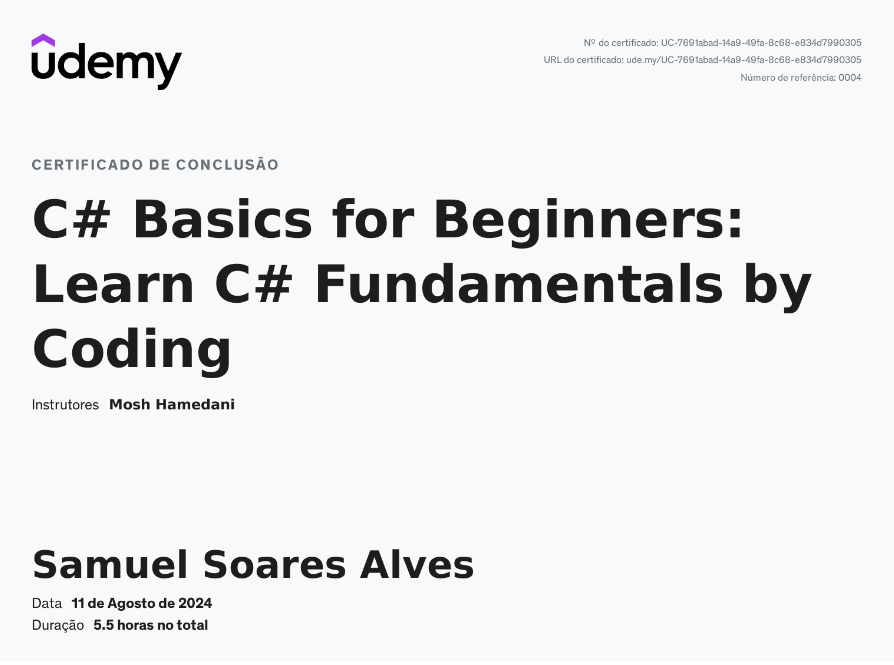 udemy
Nº do certificado: UC-7691abad-14a9-49fa-8c68-e834d7990305
URL do certificado: ude.my/UC-7691abad-14a9-49fa-8c68-e834d7990305
Número de referência: 0004
CERTIFICADO DE CONCLUSÃO
C# Basics for Beginners:
Learn C# Fundamentals by
Coding
Instrutores Mosh Hamedani
Samuel Soares Alves
Data 11 de Agosto de 2024
Duração 5.5 horas no total